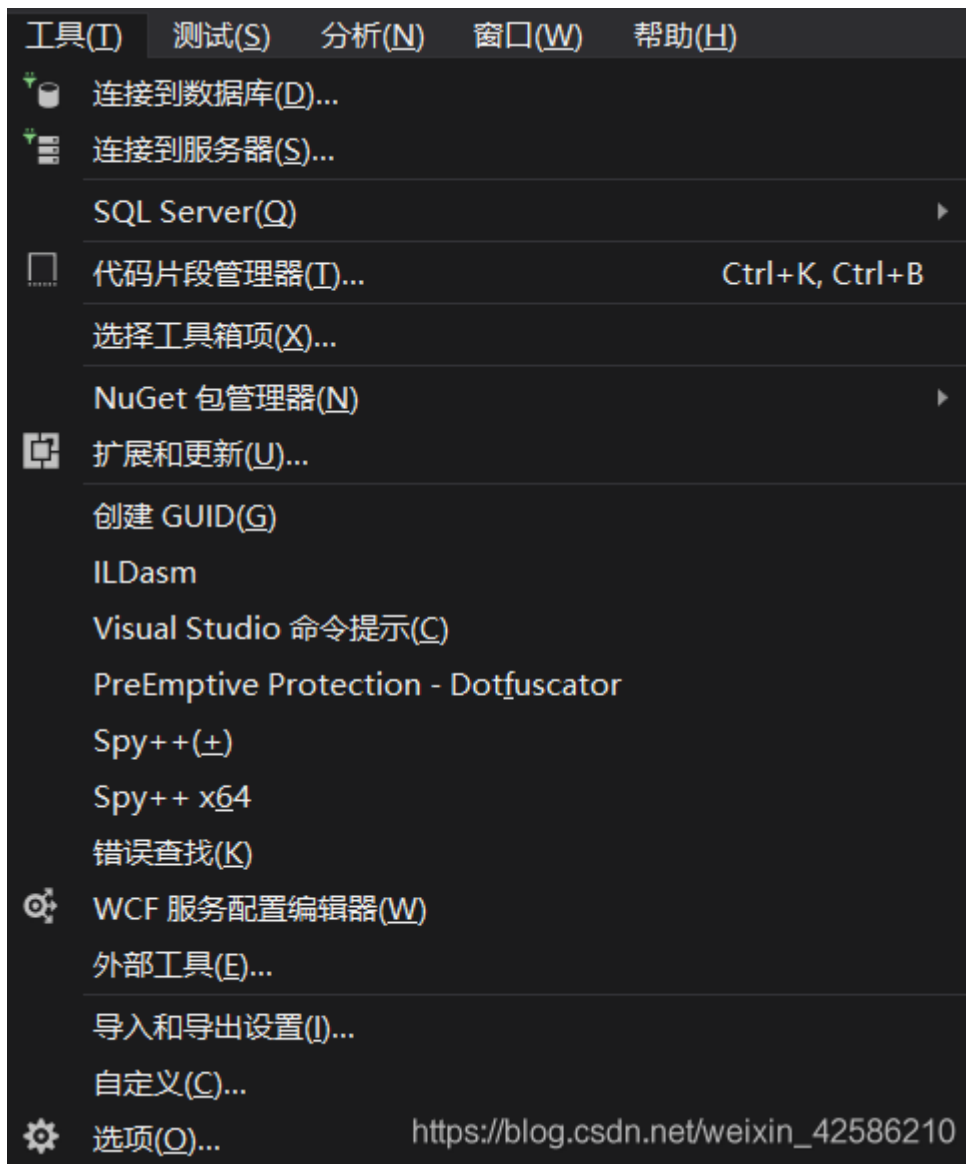 工具(T) 测试(S) 分析(N) 窗口(W) 帮助(H)
连接到数据库(D)...
连接到服务器(S)...
SQL Server(Q)
代码片段管理器(T)... Ctrl+K, Ctrl+B
选择工具箱项(X)...
NuGet 包管理器(N)
扩展和更新(U)...
创建 GUID(G)
ILDasm
Visual Studio 命令提示(C)
PreEmptive Protection - Dotfuscator
Spy++(+)
Spy++ x64
错误查找(K)
WCF 服务配置编辑器(W)
外部工具(E)...
导入和导出设置(I)...
自定义(C)...
选项(O)... https://blog.csdn.net/weixin_42586210